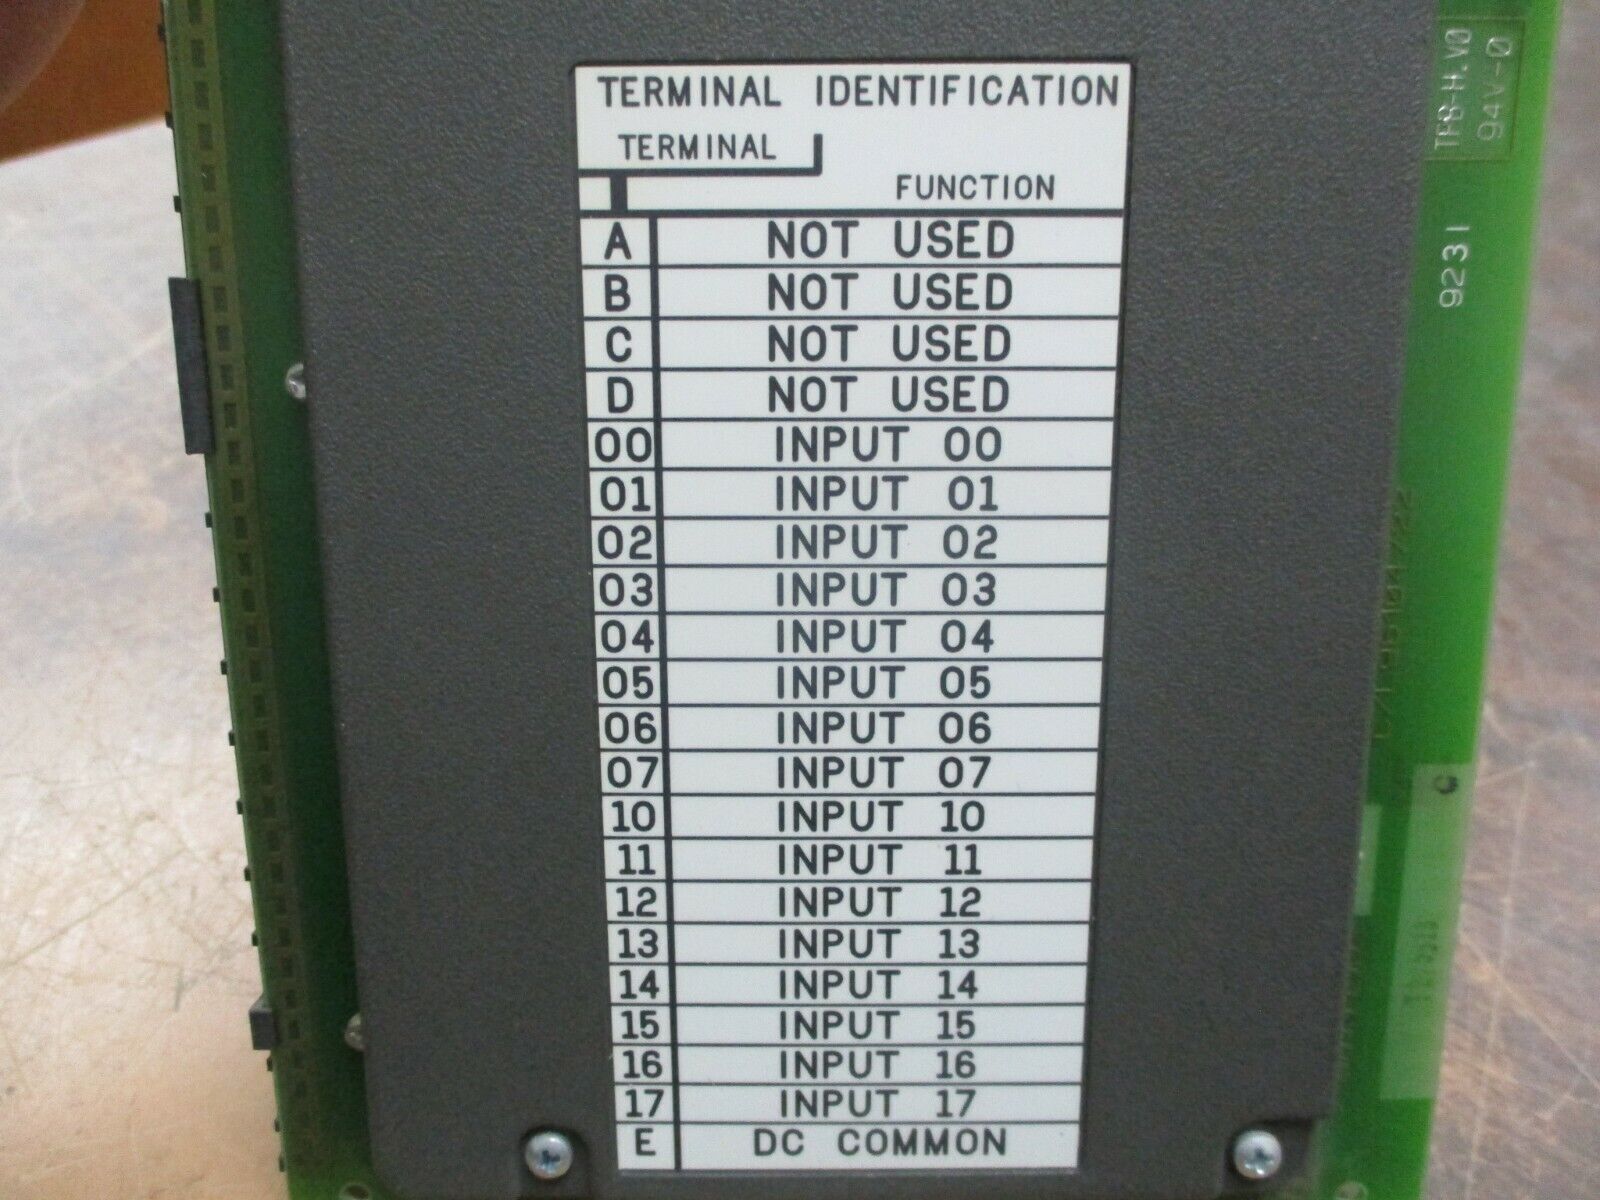 TERMINAL IDENTIFICATION
TERMINAL
FUNCTION
A NOT USED
B NOT USED
C NOT USED
D NOT USED
00 INPUT 00
01 INPUT 01
02 INPUT 02
03 INPUT 03
04 INPUT 04
05 INPUT 05
06 INPUT 06
07 INPUT 07
10 INPUT 10
11 INPUT 11
12 INPUT 12
13 INPUT 13
14 INPUT 14
15 INPUT 15
16 INPUT 16
17 INPUT 17
E DC COMMON
94V-0
9231